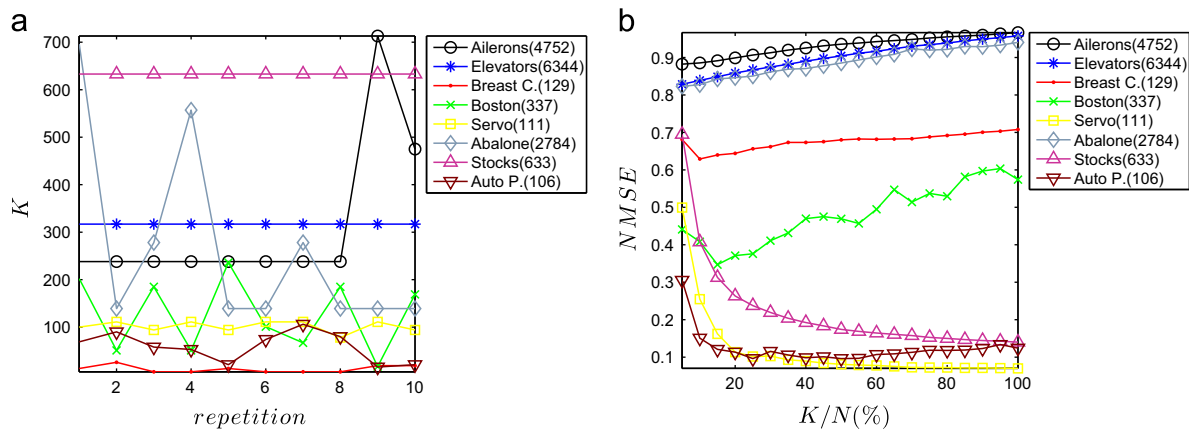 a
700
600
500
400
300
200
100
K
2
4
6
8
10
repetition
Ailerons(4752)
Elevators(6344)
Breast C.(129)
Boston(337)
Servo(111)
Abalone(2784)
Stocks(633)
Auto P.(106)
b
0.9
0.8
0.7
0.6
0.5
0.4
0.3
0.2
0.1
NMSE
20
40
60
80
100
K/N(%)
Ailerons(4752)
Elevators(6344)
Breast C.(129)
Boston(337)
Servo(111)
Abalone(2784)
Stocks(633)
Auto P.(106)